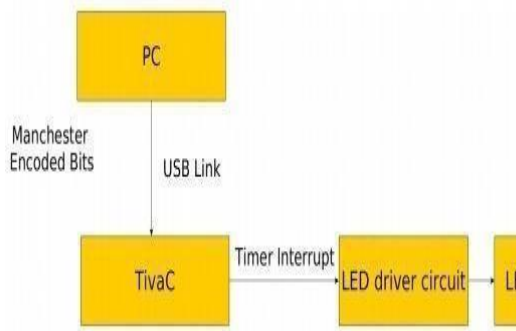 PC
Manchester
Encoded Bits
USB Link
TivaC
Timer Interrupt
LED driver circuit